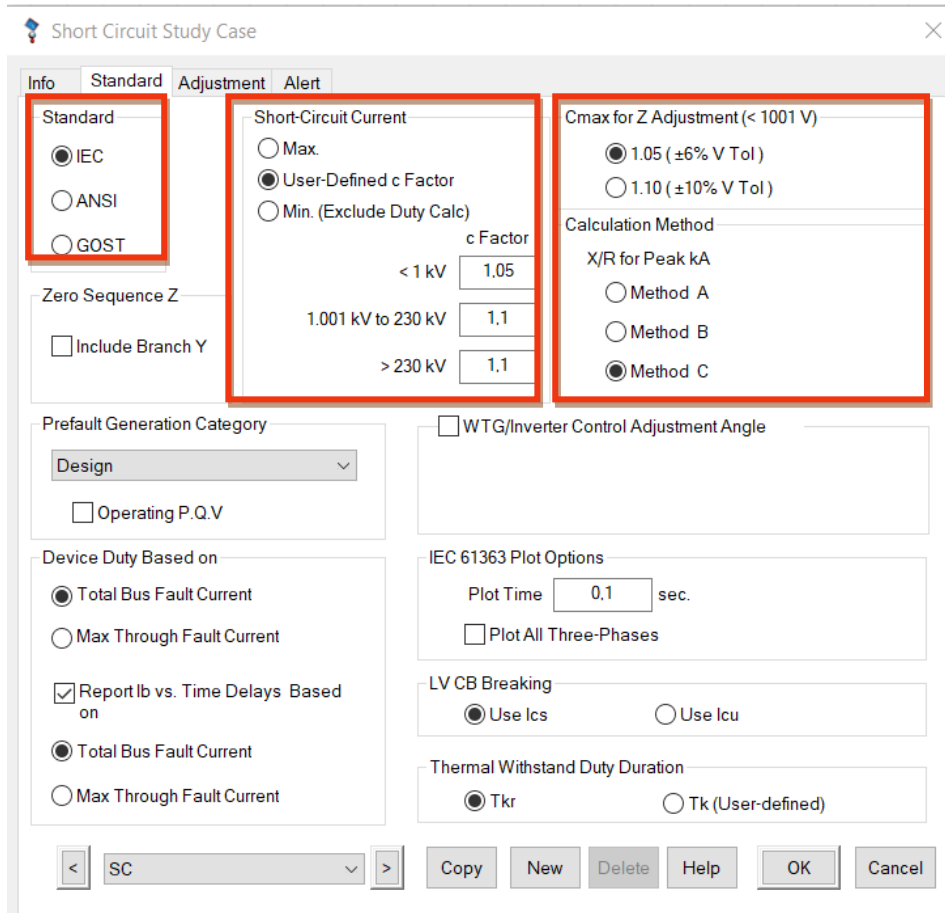 Short Circuit Study Case
Info Standard Adjustment Alert
Standard
IEC
ANSI
GOST
Short-Circuit Current
Max.
User-Defined c Factor
Min. (Exclude Duty Calc)
c Factor
< 1 kV 1,05
1.001 kV to 230 kV 1,1
> 230 kV 1,1
Cmax for Z Adjustment (< 1001 V)
1.05 ( ±6% V Tol )
1.10 ( ±10% V Tol )
Calculation Method
X/R for Peak kA
Method A
Method B
Method C
Zero Sequence Z
Include Branch Y
Prefault Generation Category
Design
Operating P.Q.V
WTG/Inverter Control Adjustment Angle
Device Duty Based on
Total Bus Fault Current
Max Through Fault Current
Report Ib vs. Time Delays Based
on
Total Bus Fault Current
Max Through Fault Current
IEC 61363 Plot Options
Plot Time 0,1 sec.
Plot All Three-Phases
LV CB Breaking
Use Ics Use Icu
Thermal Withstand Duty Duration
Tkr Tk (User-defined)
< SC > Copy New Delete Help OK Cancel